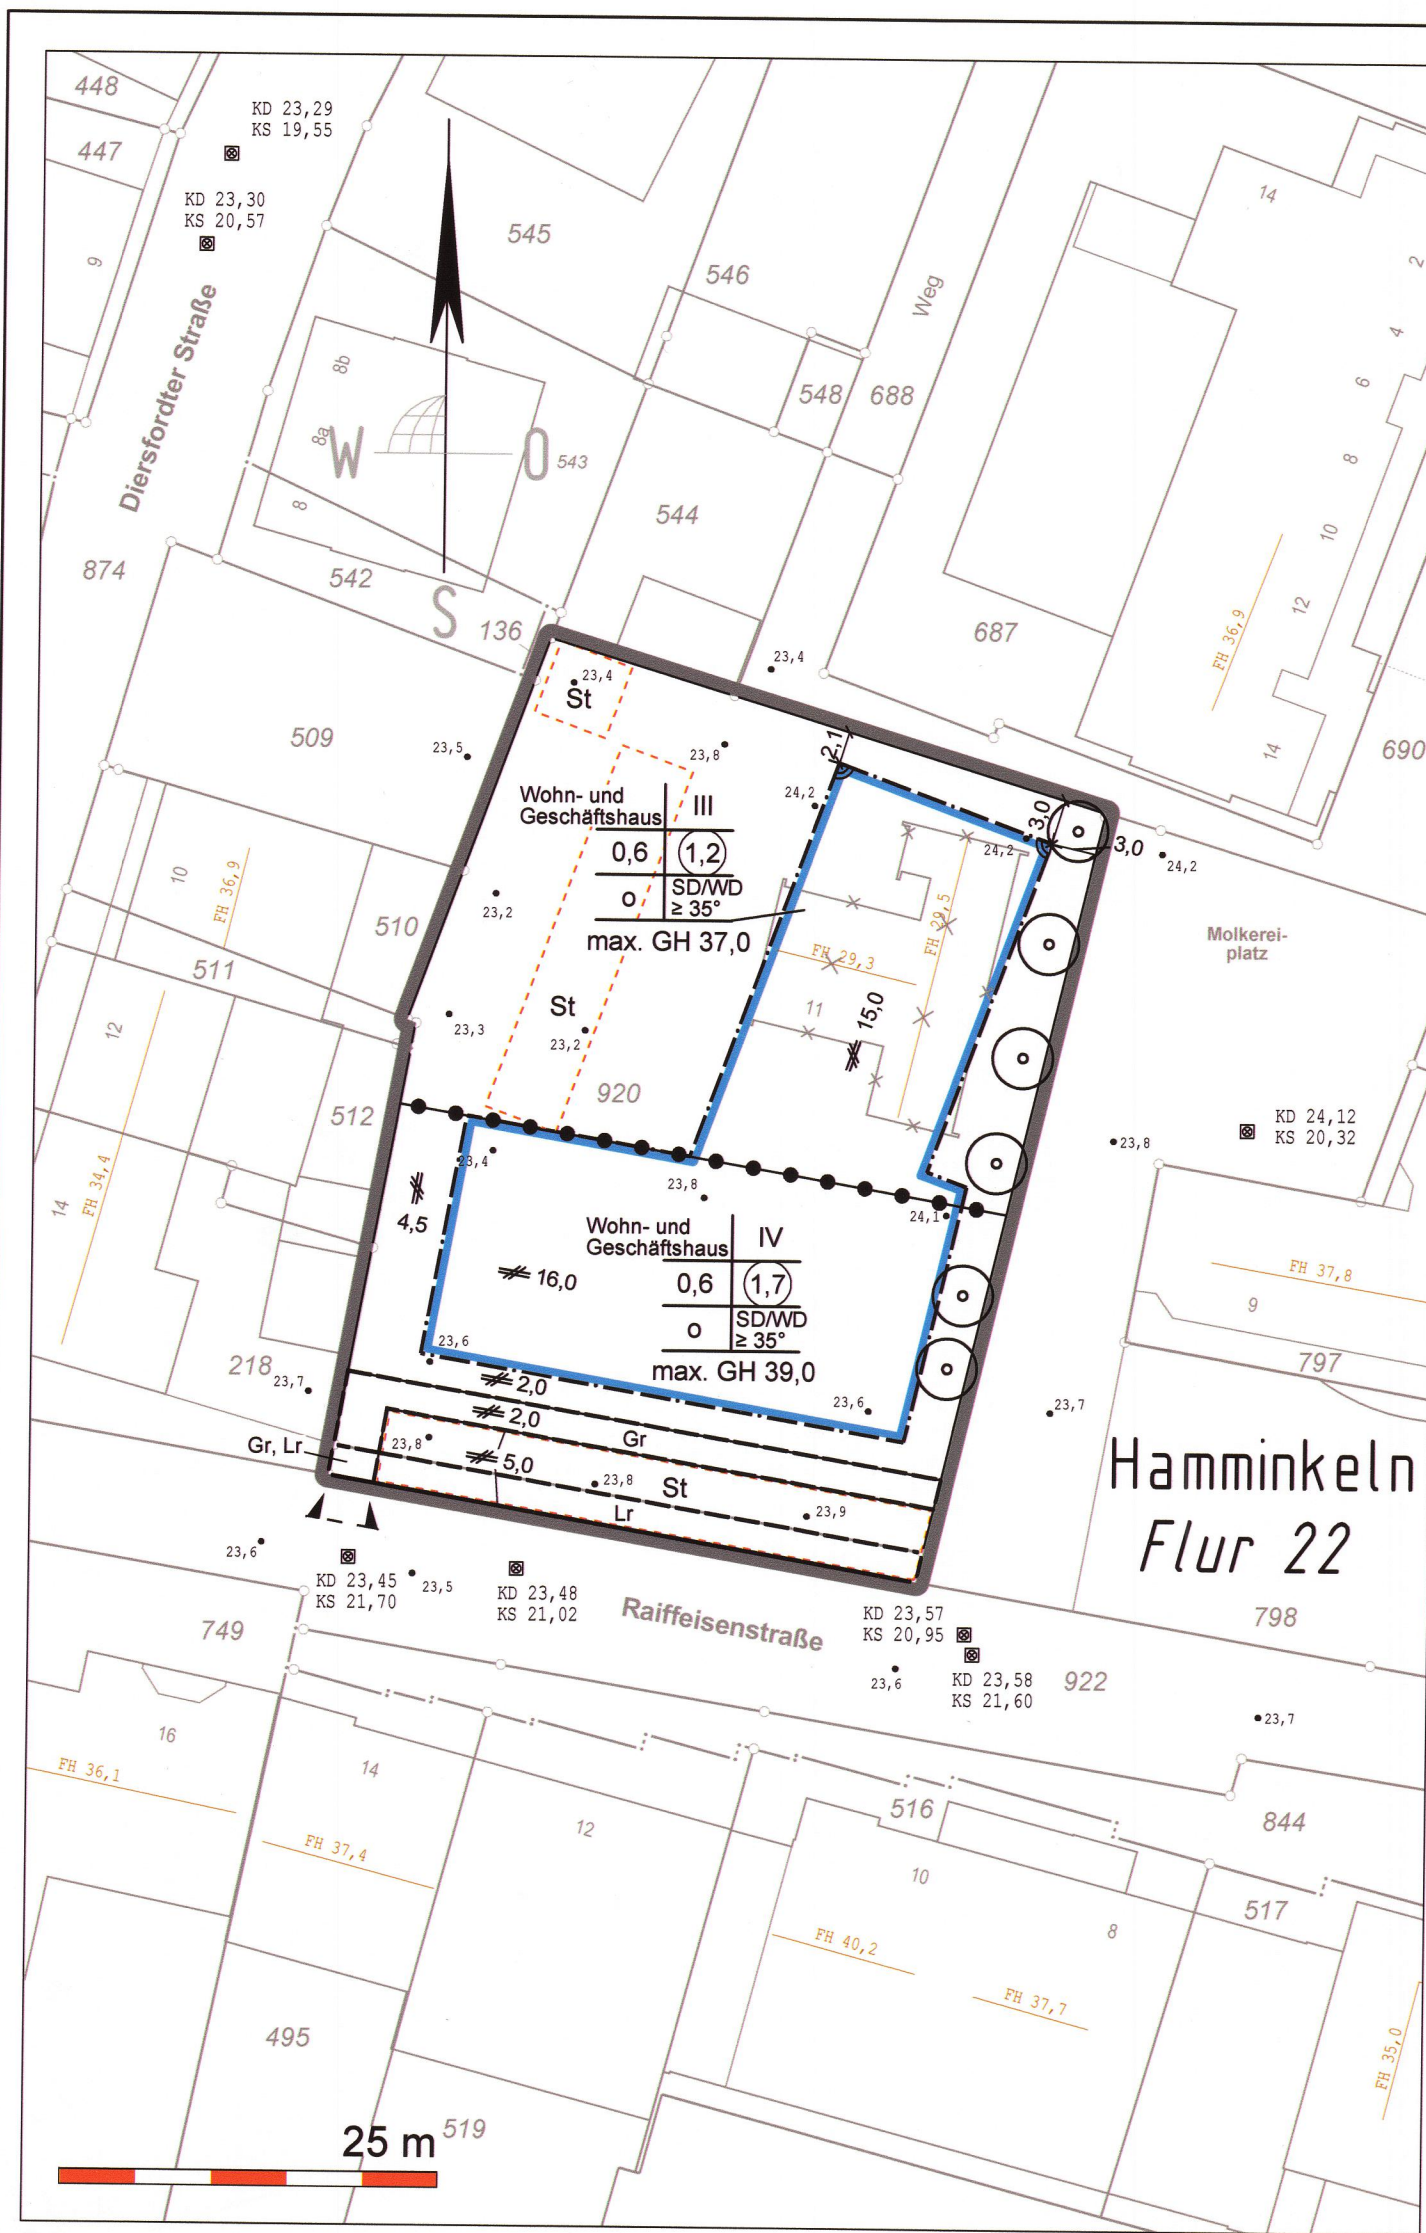 448
KD 23,29
KS 19,55
447
KD 23,30
KS 20,57
14
9
545
546
2
Weg
Diersfordter Straße
4
8b
548
688
6
8a
W
O
543
8
8
544
10
874
542
12
S
136
687
FH 36,9
23,4
23,4
St
509
23,5
23,8
2,1
14
690
Wohn- und
Geschäftshaus
III
24,2
3,0
0,6
1,2
24,2
3,0
24,2
10
FH 36,9
o
SD/WD
≥ 35°
23,2
FH 29,5
510
max. GH 37,0
Molkerei-
platz
FH 29,3
511
St
11
15,0
12
23,3
23,2
920
512
KD 24,12
KS 20,32
23,8
FH 34,4
23,4
23,8
14
4,5
24,1
Wohn- und
Geschäftshaus
IV
16,0
0,6
1,7
FH 37,8
9
o
SD/WD
≥ 35°
23,6
218
max. GH 39,0
797
23,7
2,0
23,6
23,7
2,0
Gr
Gr, Lr
23,8
5,0
Hamminkeln
23,8
St
Lr
23,9
Flur 22
23,6
KD 23,45
KS 21,70
23,5
KD 23,48
KS 21,02
Raiffeisenstraße
KD 23,57
KS 20,95
798
749
23,6
KD 23,58
KS 21,60
922
23,7
16
FH 36,1
14
516
844
12
FH 37,4
10
517
8
FH 40,2
FH 37,7
495
FH 35,0
25 m
519